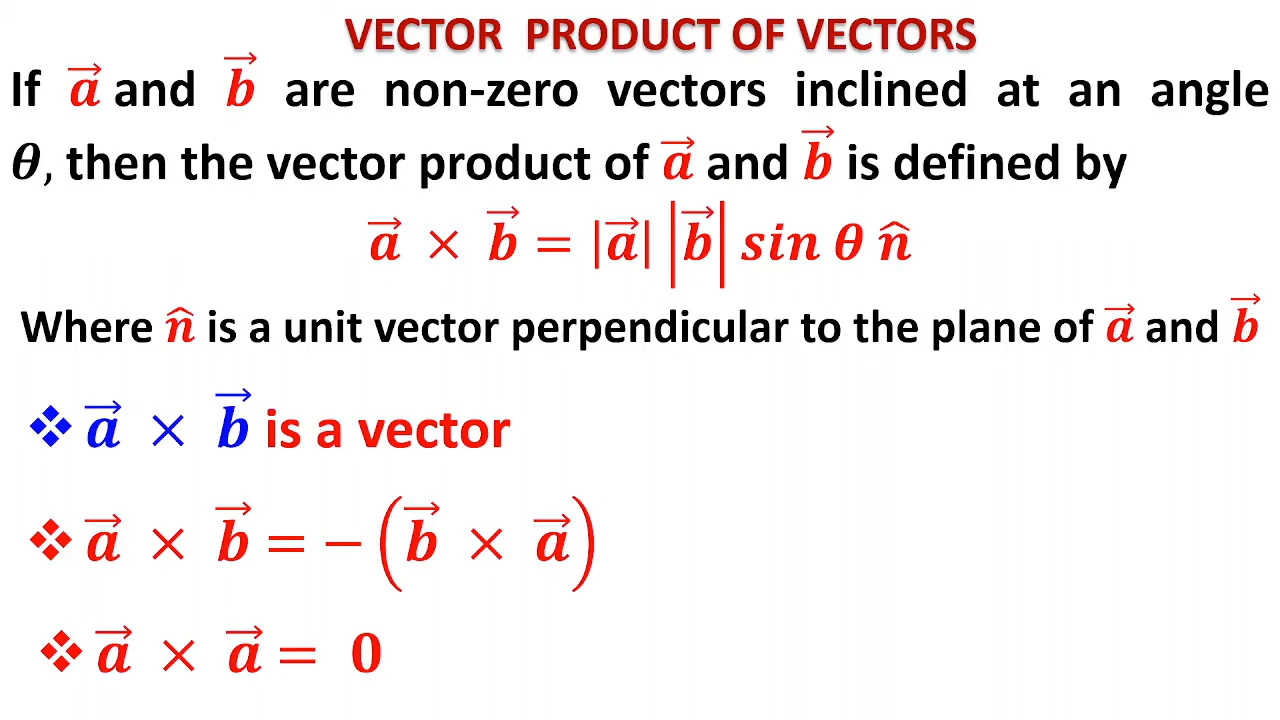 VECTOR PRODUCT OF VECTORS
If a⃗ and b⃗ are non-zero vectors inclined at an angle
θ, then the vector product of a⃗ and b⃗ is defined by
a⃗ × b⃗ = |a⃗| |b⃗| sin θ n̂
Where n̂ is a unit vector perpendicular to the plane of a⃗ and b⃗
❖ a⃗ × b⃗ is a vector
❖ a⃗ × b⃗ = − (b⃗ × a⃗)
❖ a⃗ × a⃗ = 0